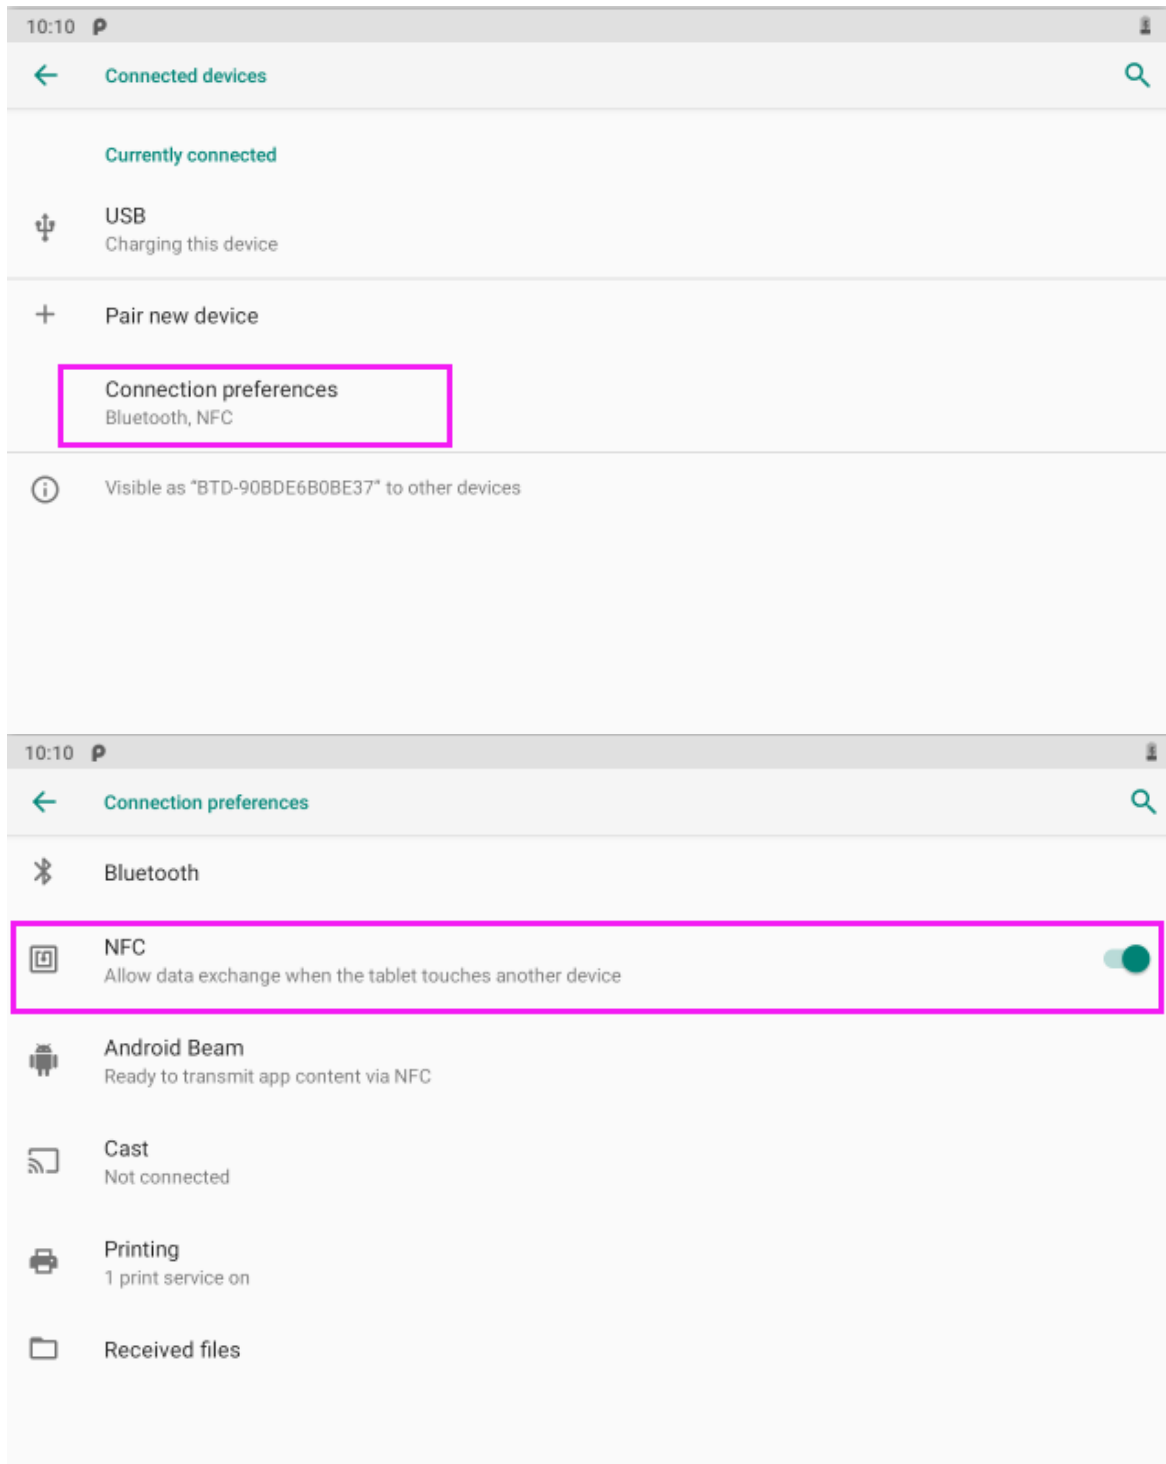 10:10
Connected devices
Currently connected
USB
Charging this device
Pair new device
Connection preferences
Bluetooth, NFC
Visible as “BTD-90BDE6B0BE37” to other devices
10:10
Connection preferences
Bluetooth
NFC
Allow data exchange when the tablet touches another device
Android Beam
Ready to transmit app content via NFC
Cast
Not connected
Printing
1 print service on
Received files